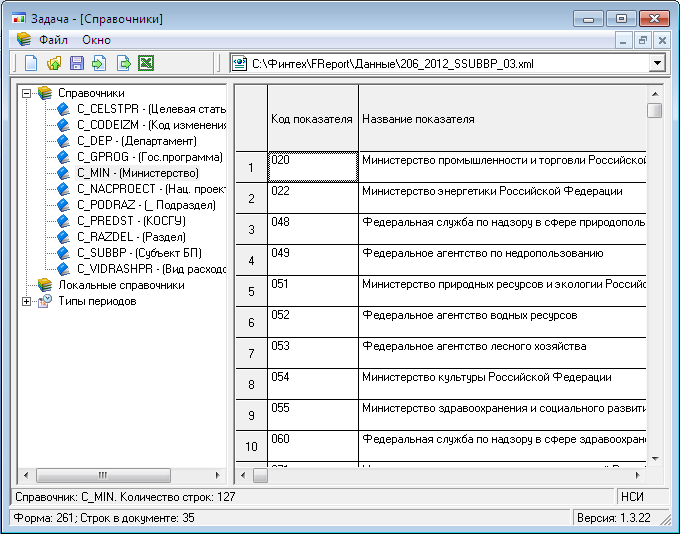 Задача - [Справочники]
Файл Окно
C:\Финтех\FReport\Данные\206_2012_SSUBBP_03.xml
Справочники
C_CELSTPR - (Целевая стать
C_CODEIZM - (Код изменения
C_DEP - (Департамент)
C_GPROG - (Гос.программа)
C_MIN - (Министерство)
C_NACPROECT - (Нац. проект
C_PODRAZ - (_ Подраздел)
C_PREDST - (КОСГУ)
C_RAZDEL - (Раздел)
C_SUBBP - (Субъект БП)
C_VIDRASHPR - (Вид расходо
Локальные справочники
Типы периодов
Код показателя Название показателя
1 020 Министерство промышленности и торговли Российской
2 022 Министерство энергетики Российской Федерации
3 048 Федеральная служба по надзору в сфере природополь
4 049 Федеральное агентство по недропользованию
5 051 Министерство природных ресурсов и экологии Россий
6 052 Федеральное агентство водных ресурсов
7 053 Федеральное агентство лесного хозяйства
8 054 Министерство культуры Российской Федерации
9 055 Министерство здравоохранения и социального развити
10 060 Федеральная служба по надзору в сфере здравоохране
Справочник: C_MIN. Количество строк: 127 НСИ
Форма: 261; Строк в документе: 35 Версия: 1.3.22